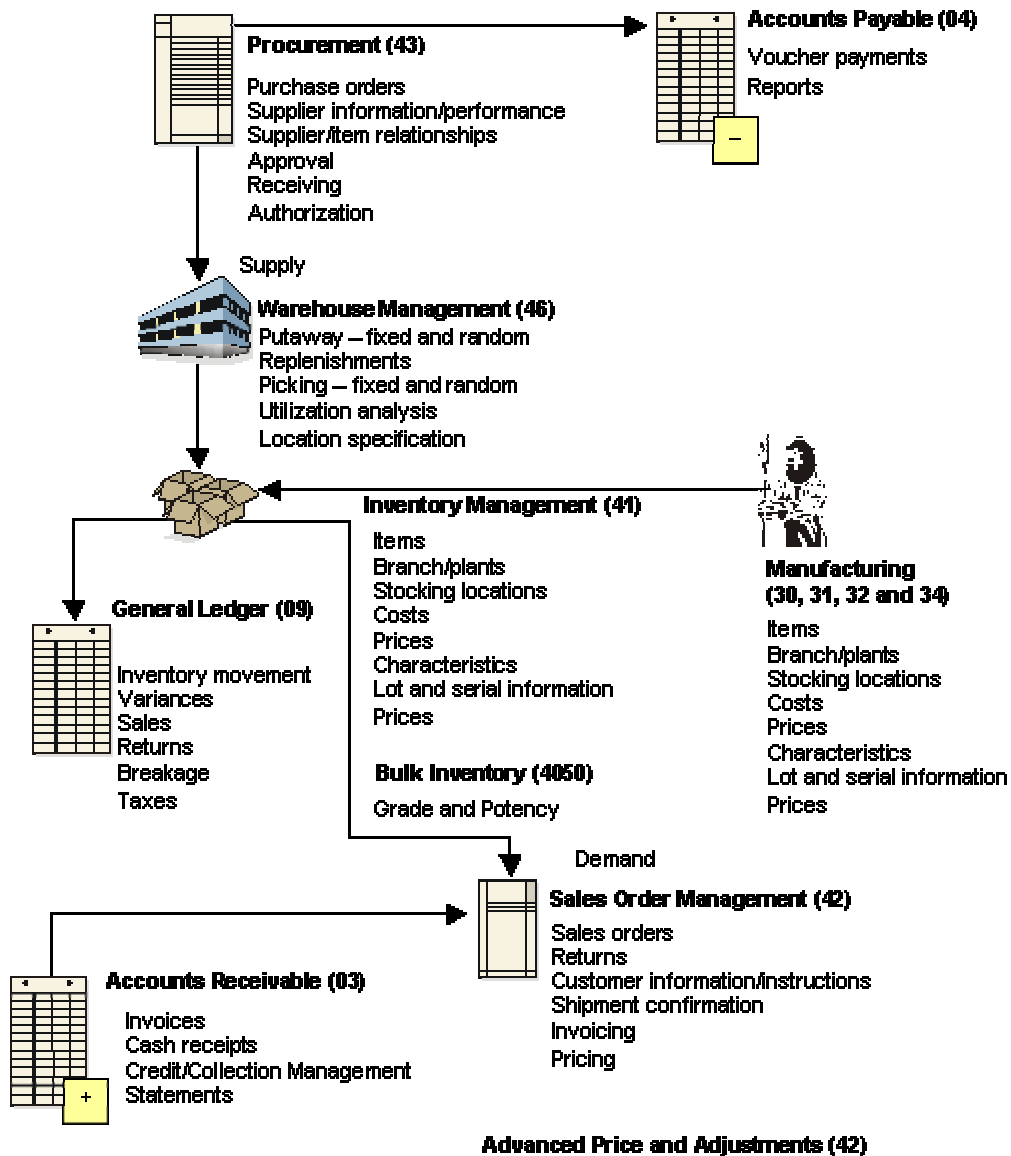 Procurement (43)
Purchase orders
Supplier information/performance
Supplier/item relationships
Approval
Receiving
Authorization
Accounts Payable (04)
Voucher payments
Reports
–
Supply
Warehouse Management (46)
Putaway – fixed and random
Replenishments
Picking – fixed and random
Utilization analysis
Location specification
Inventory Management (41)
Items
Branch/plants
Stocking locations
Costs
Prices
Characteristics
Lot and serial information
Prices
Manufacturing
(30, 31, 32 and 34)
Items
Branch/plants
Stocking locations
Costs
Prices
Characteristics
Lot and serial information
Prices
General Ledger (09)
Inventory movement
Variances
Sales
Returns
Breakage
Taxes
Bulk Inventory (4050)
Grade and Potency
Demand
Sales Order Management (42)
Sales orders
Returns
Customer information/instructions
Shipment confirmation
Invoicing
Pricing
Accounts Receivable (03)
Invoices
Cash receipts
Credit/Collection Management
Statements
+
Advanced Price and Adjustments (42)